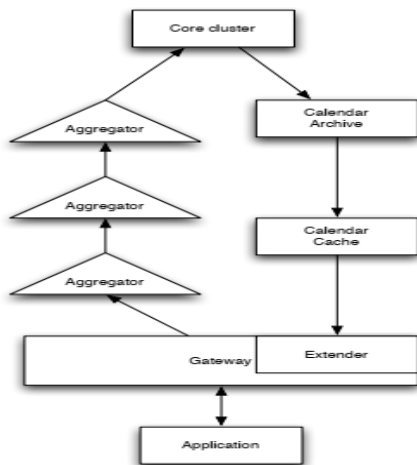 Core cluster
Aggregator
Calendar
Archive
Aggregator
Calendar
Cache
Aggregator
Gateway
Extender
Application